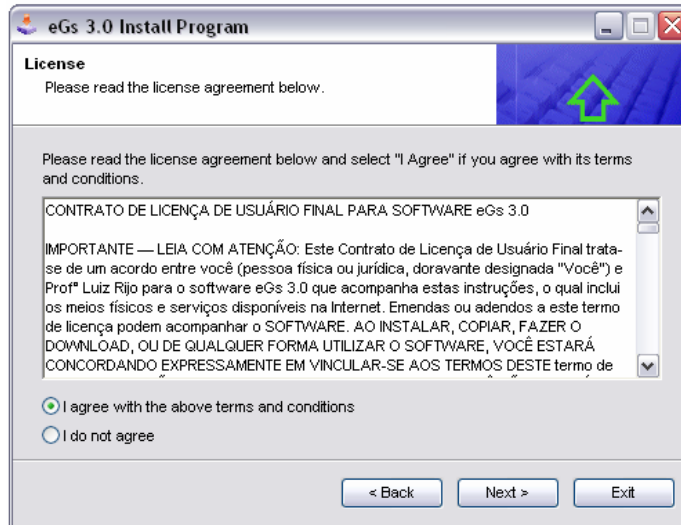 eGs 3.0 Install Program
License
Please read the license agreement below.
Please read the license agreement below and select "I Agree" if you agree with its terms
and conditions.
CONTRATO DE LICENÇA DE USUÁRIO FINAL PARA SOFTWARE eGs 3.0
IMPORTANTE — LEIA COM ATENÇÃO: Este Contrato de Licença de Usuário Final trata-
se de um acordo entre você (pessoa física ou jurídica, doravante designada "Você") e
Profª Luiz Rijo para o software eGs 3.0 que acompanha estas instruções, o qual inclui
os meios físicos e serviços disponíveis na Internet. Emendas ou adendos a este termo
de licença podem acompanhar o SOFTWARE. AO INSTALAR, COPIAR, FAZER O
DOWNLOAD, OU DE QUALQUER FORMA UTILIZAR O SOFTWARE, VOCÊ ESTARÁ
CONCORDANDO EXPRESSAMENTE EM VINCULAR-SE AOS TERMOS DESTE termo de
I agree with the above terms and conditions
I do not agree
< Back Next > Exit